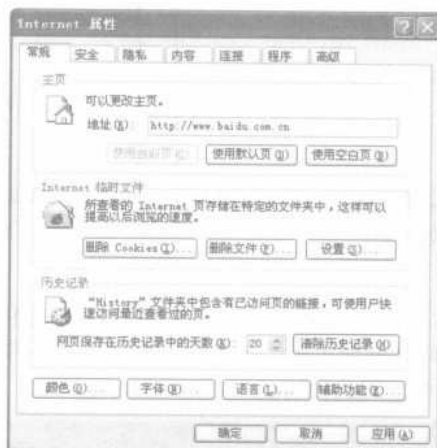 Internet 属性
常规 安全 隐私 内容 连接 程序 高级
主页
可以更改主页。
地址(R): http://www.baidu.com.cn
使用当前页(C) 使用默认页(D) 使用空白页(B)
Internet 临时文件
所查看的 Internet 页存储在特定的文件夹中，这样可以
提高以后浏览的速度。
删除 Cookies(I)... 删除文件(F)... 设置(S)...
历史记录
“History”文件夹中包含有已访问页的链接，可使用户快
速访问最近查看过的页。
网页保存在历史记录中的天数(K): 20 清除历史记录(H)
颜色(O)... 字体(N)... 语言(L)... 辅助功能(E)...
确定 取消 应用(A)